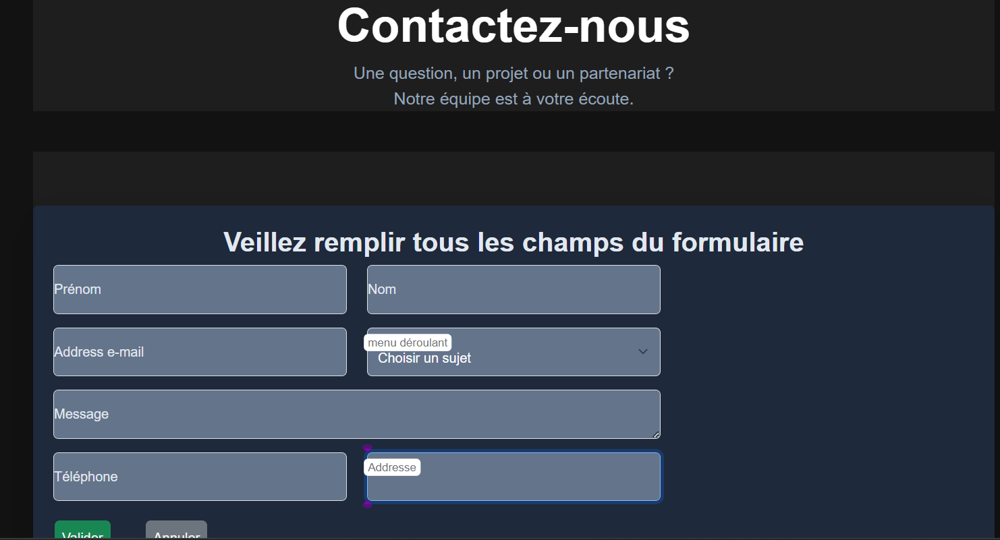 Contactez-nous
Une question, un projet ou un partenariat ?
Notre équipe est à votre écoute.
Veillez remplir tous les champs du formulaire
Prénom
Nom
Address e-mail
menu déroulant
Choisir un sujet
Message
Téléphone
Addresse
Valider
Annuler